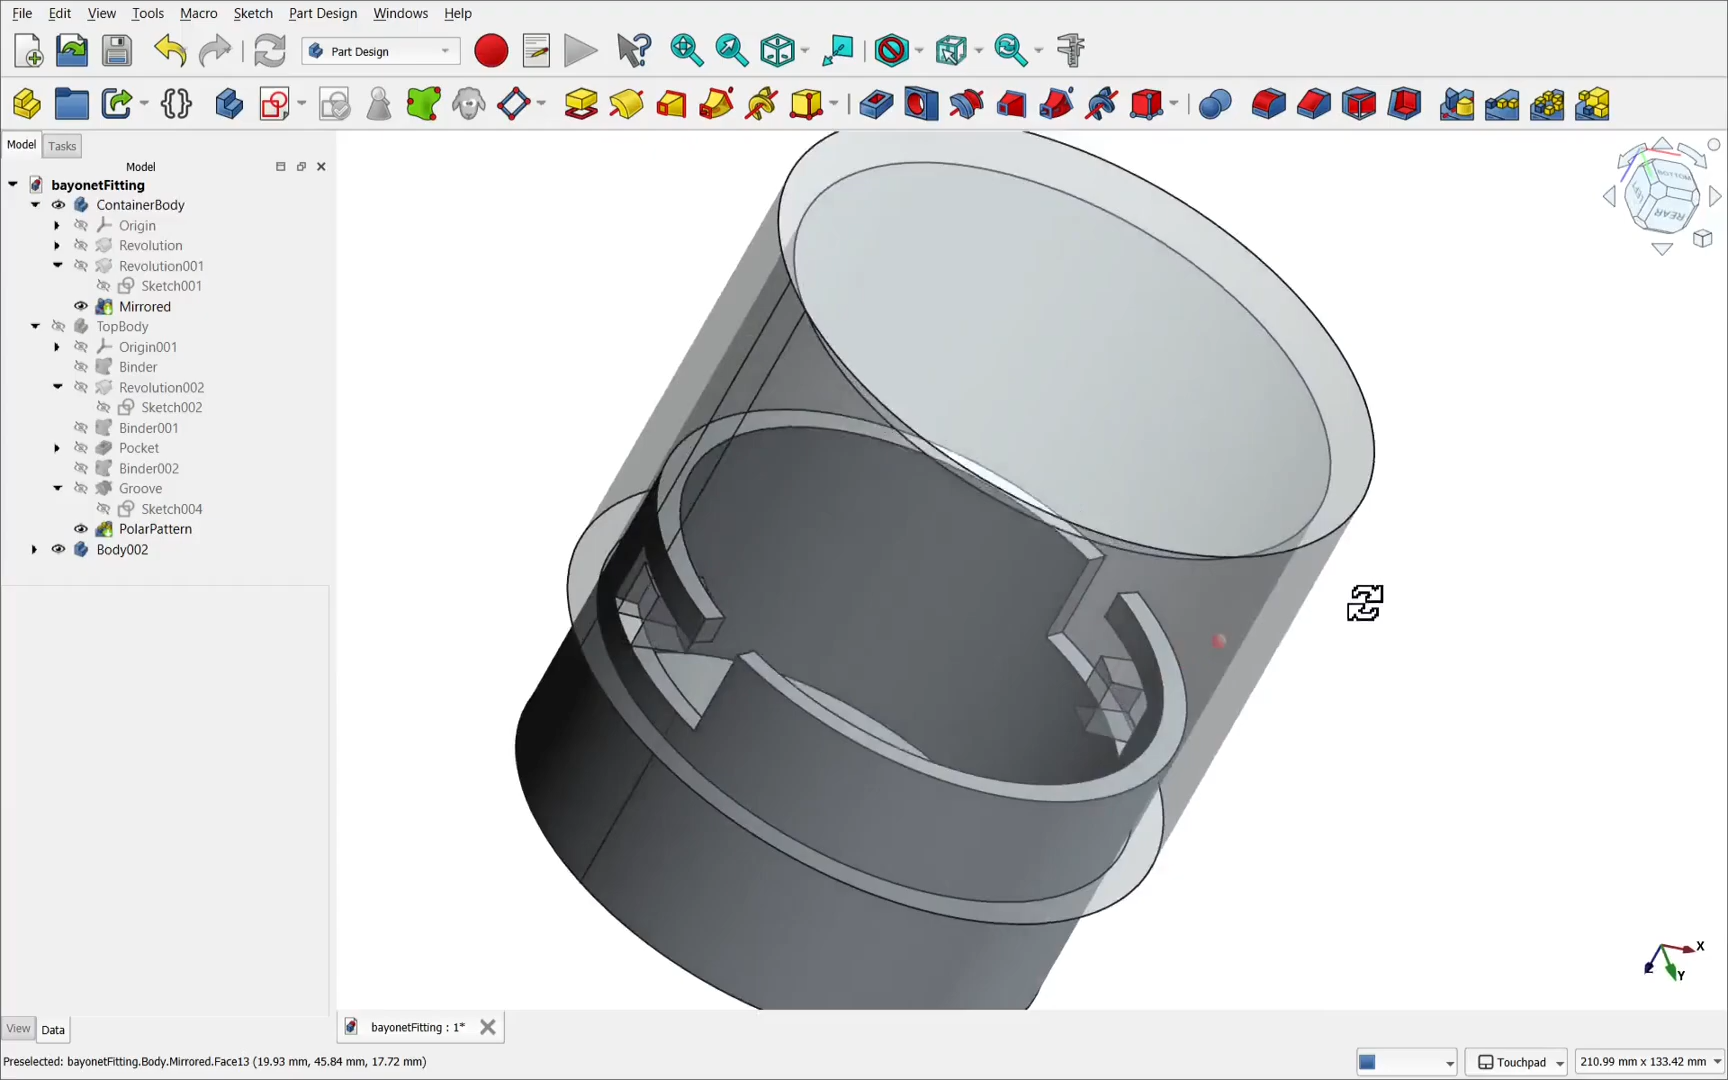 File Edit View Tools Macro Sketch Part Design Windows Help
Part Design
Model Tasks
Model
bayonetFitting
ContainerBody
Origin
Revolution
Revolution001
Sketch001
Mirrored
TopBody
Origin001
Binder
Revolution002
Sketch002
Binder001
Pocket
Binder002
Groove
Sketch004
PolarPattern
Body002
BOTTOM
LEFT
REAR
X
Y
View Data
bayonetFitting : 1*
Preselected: bayonetFitting.Body.Mirrored.Face13 (19.93 mm, 45.84 mm, 17.72 mm)
Touchpad
210.99 mm x 133.42 mm